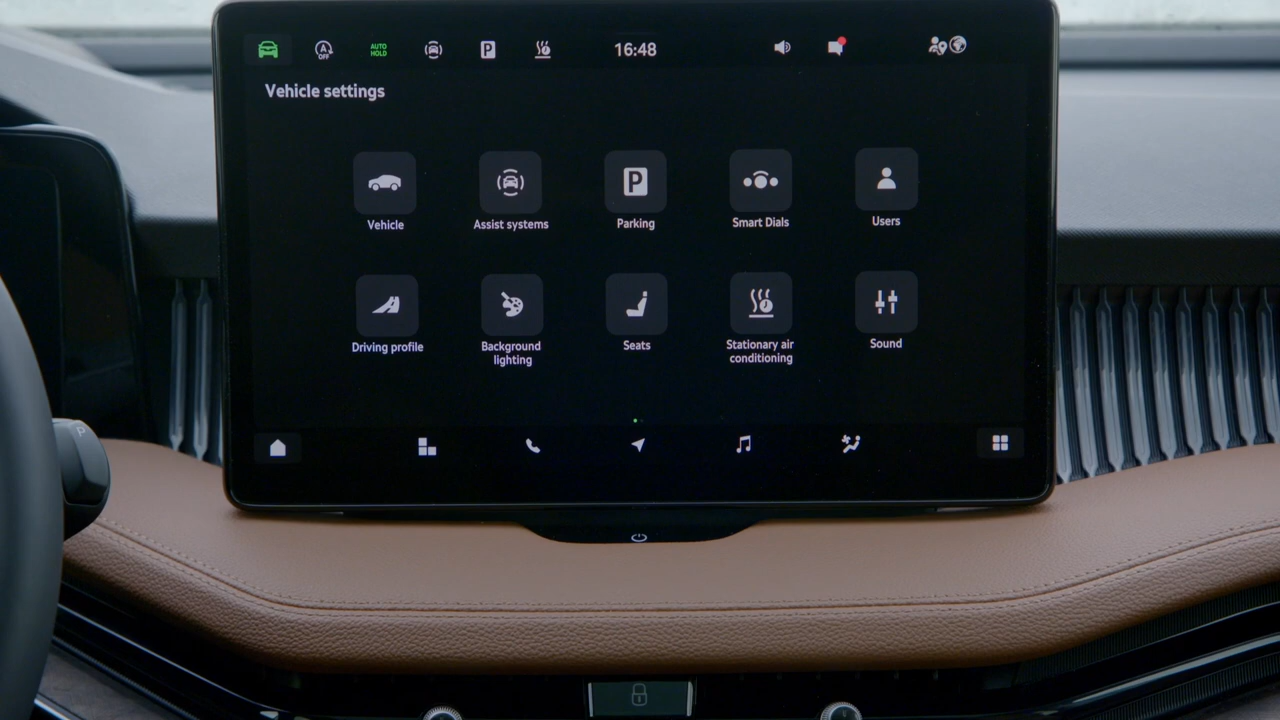 A
OFF
AUTO
HOLD
P
16:48
Vehicle settings
P
Vehicle
Assist systems
Parking
Smart Dials
Users
Driving profile
Background
lighting
Seats
Stationary air
conditioning
Sound
P